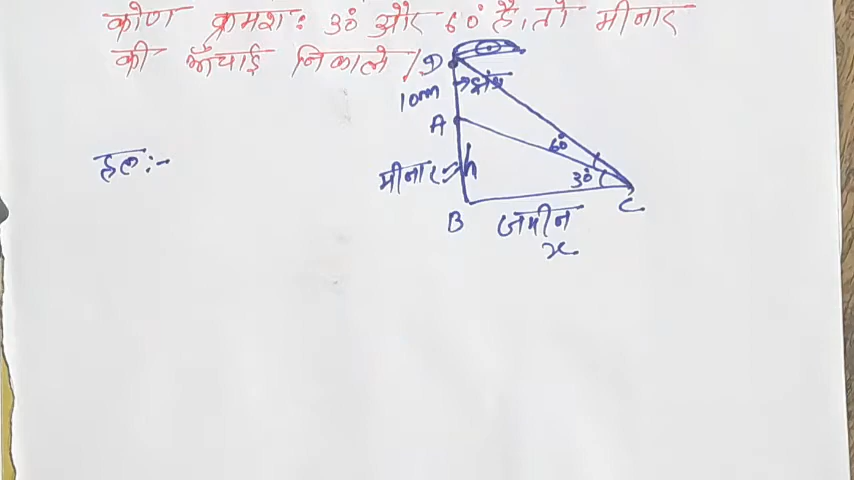 कोण क्रमश: 30° और 60° है, तो मीनार
की ऊँचाई निकाले।
D
10m → झंडा
A
60°
हल:-
मीनार → h
30°
B
जमीन
C
x